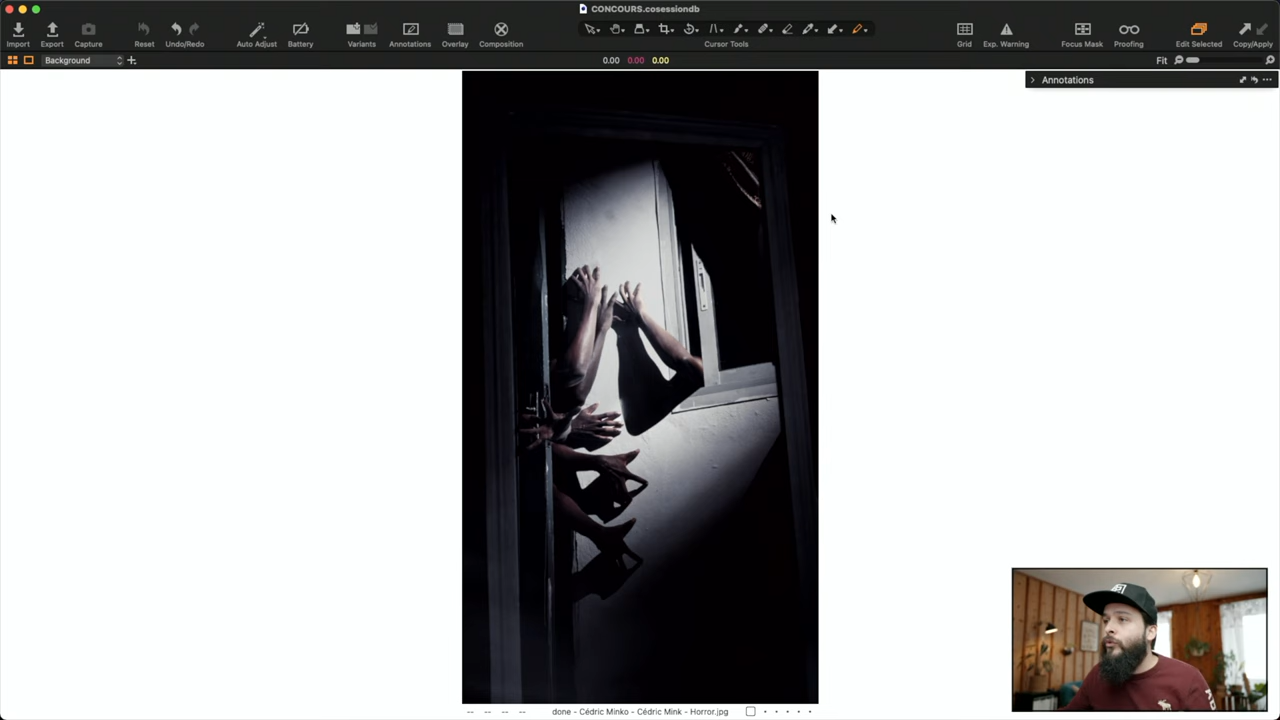 CONCOURS.cosessiondb
Import Export Capture Reset Undo/Redo Auto Adjust Battery Variants Annotations Overlay Composition Cursor Tools Grid Exp. Warning Focus Mask Proofing Edit Selected Copy/Apply
Background 0.00 0.00 0.00 Fit
Annotations
-- -- -- -- done - Cédric Minko - Cédric Mink - Horror.jpg